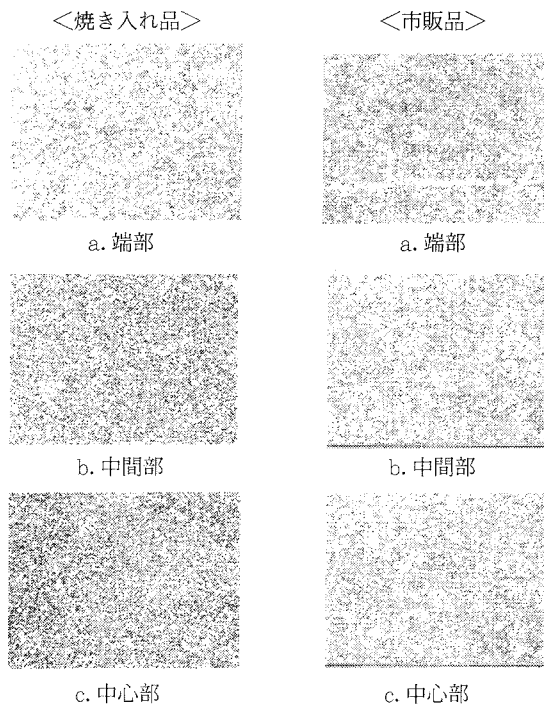 ＜焼き入れ品＞
＜市販品＞
a. 端部
a. 端部
b. 中間部
b. 中間部
c. 中心部
c. 中心部